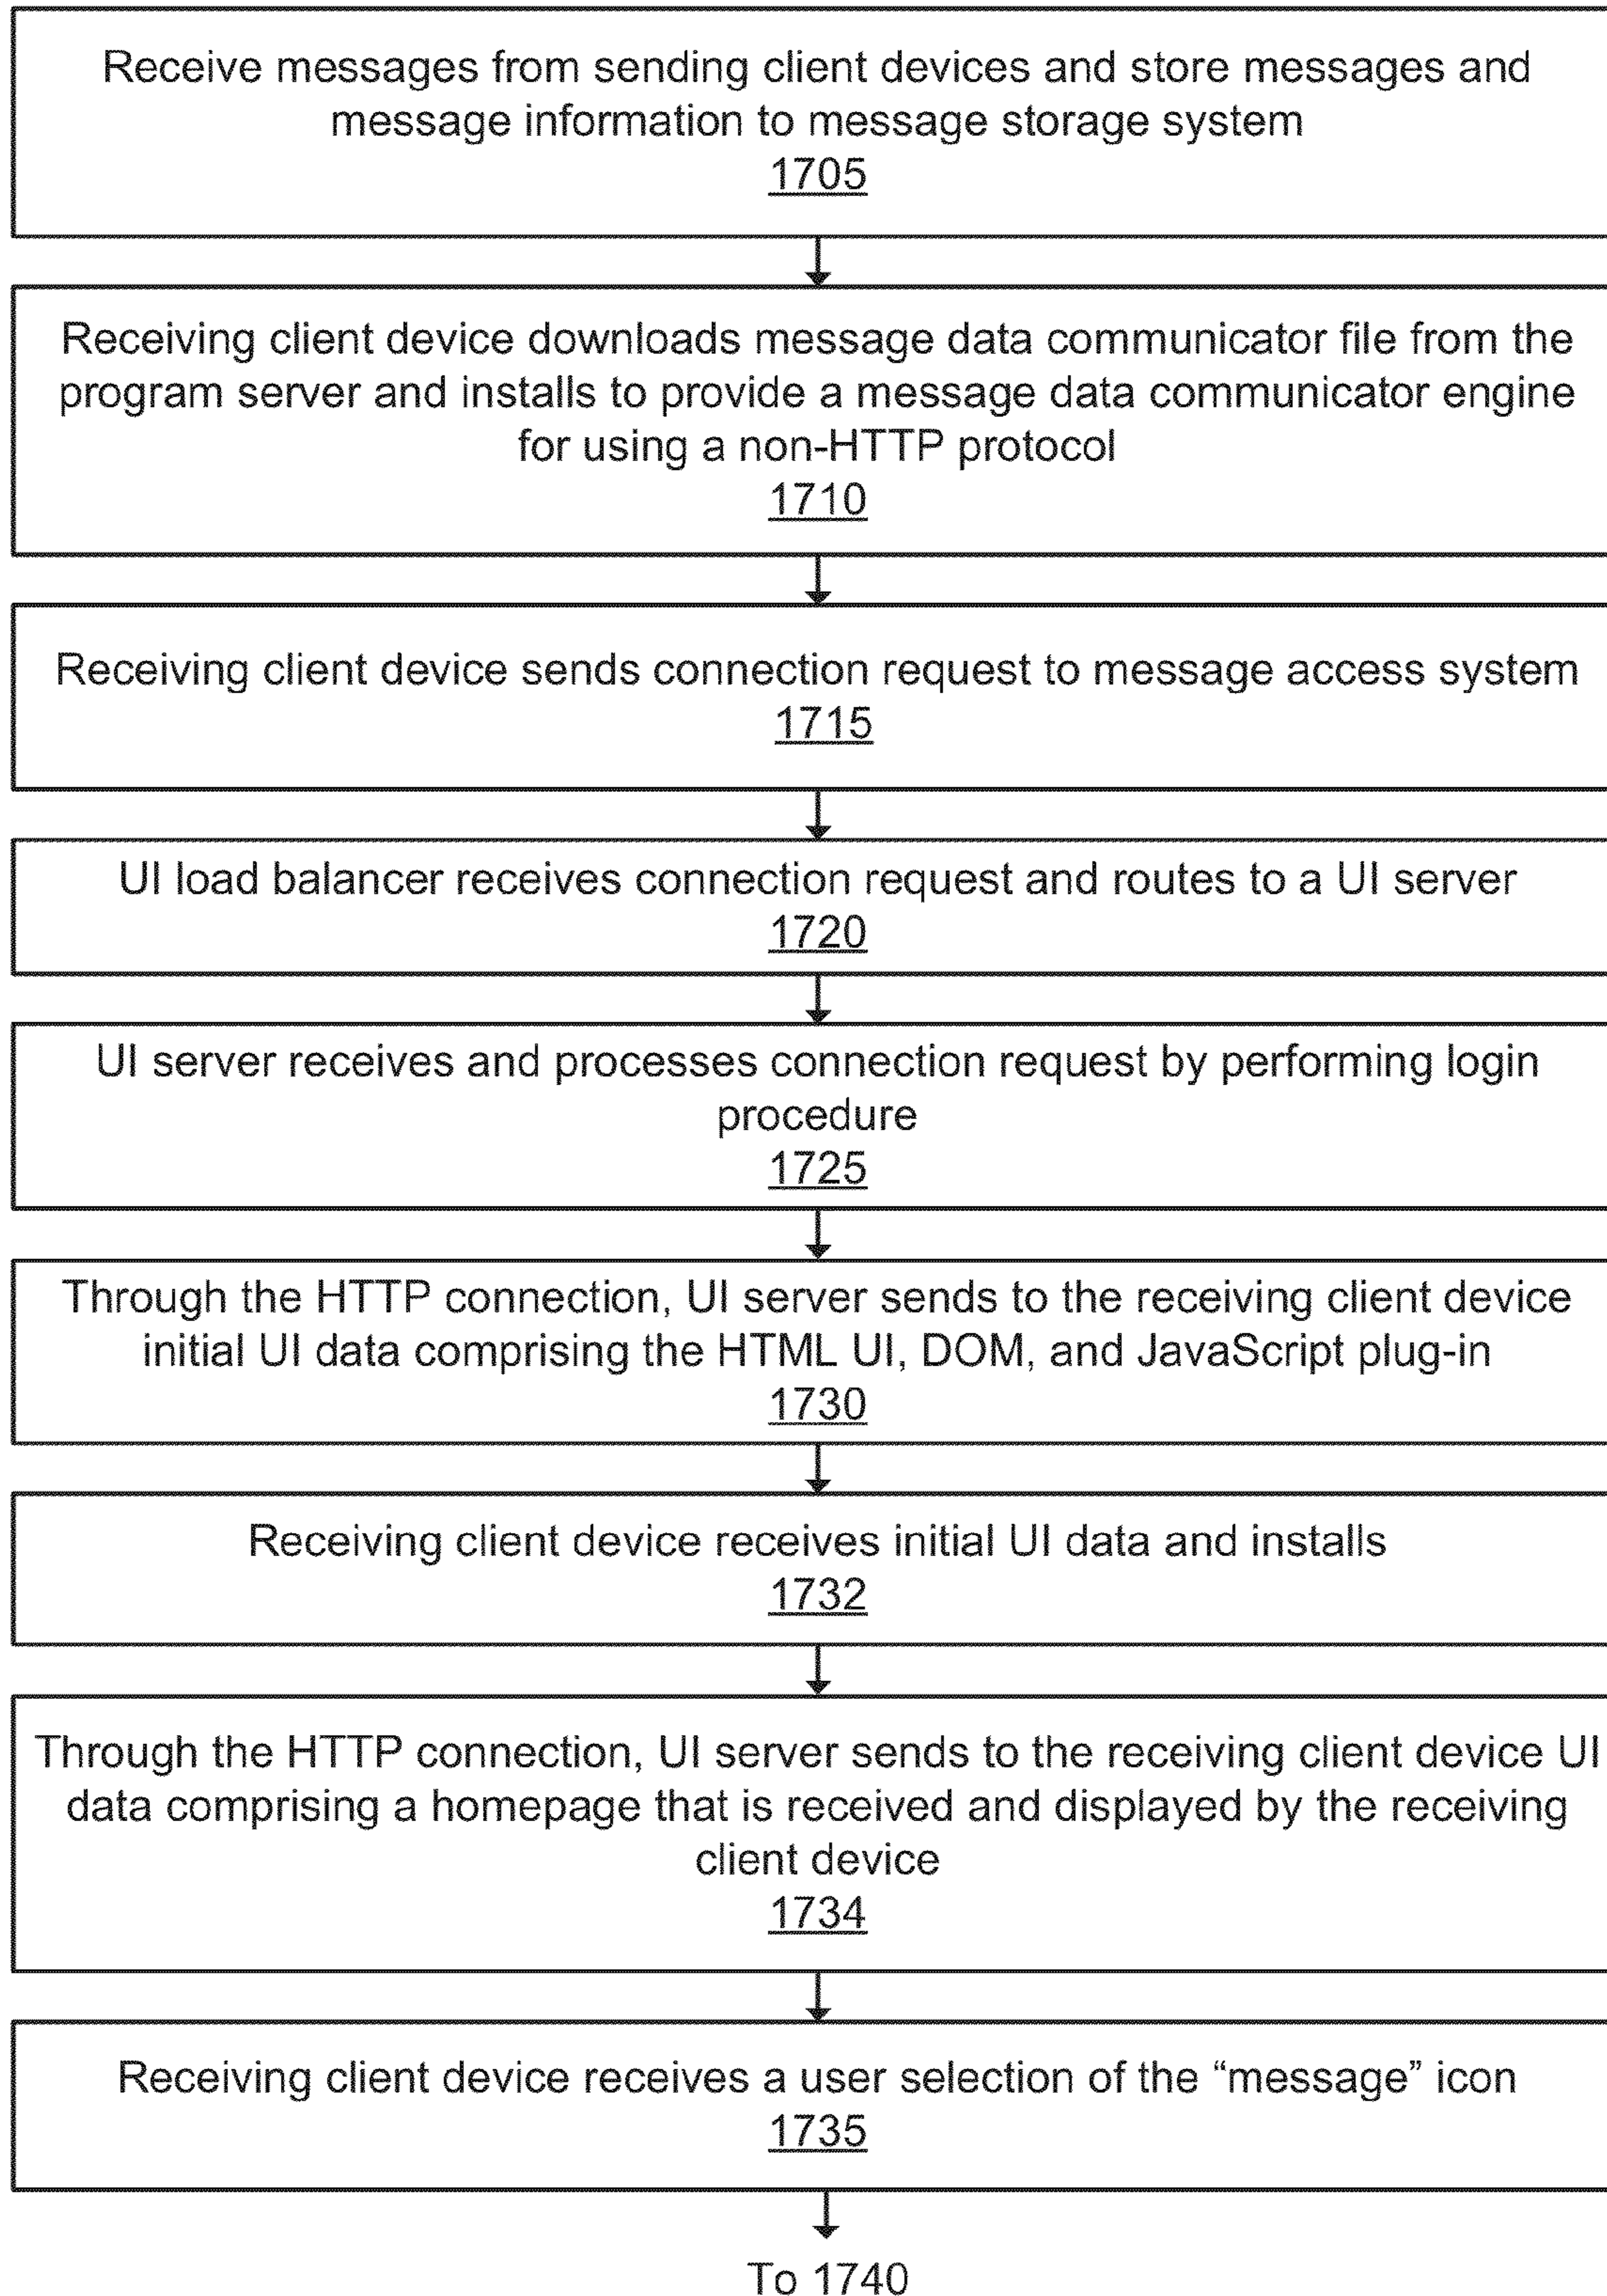 Receive messages from sending client devices and store messages and
message information to message storage system
1705
Receiving client device downloads message data communicator file from the
program server and installs to provide a message data communicator engine
for using a non-HTTP protocol
1710
Receiving client device sends connection request to message access system
1715
UI load balancer receives connection request and routes to a UI server
1720
UI server receives and processes connection request by performing login
procedure
1725
Through the HTTP connection, UI server sends to the receiving client device
initial UI data comprising the HTML UI, DOM, and JavaScript plug-in
1730
Receiving client device receives initial UI data and installs
1732
Through the HTTP connection, UI server sends to the receiving client device UI
data comprising a homepage that is received and displayed by the receiving
client device
1734
Receiving client device receives a user selection of the “message” icon
1735
To 1740